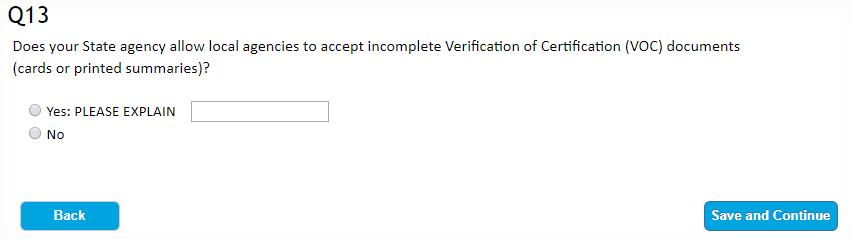 Q13
Does your State agency allow local agencies to accept incomplete Verification of Certification (VOC) documents
(cards or printed summaries)?
Yes: PLEASE EXPLAIN
No
Back
Save and Continue